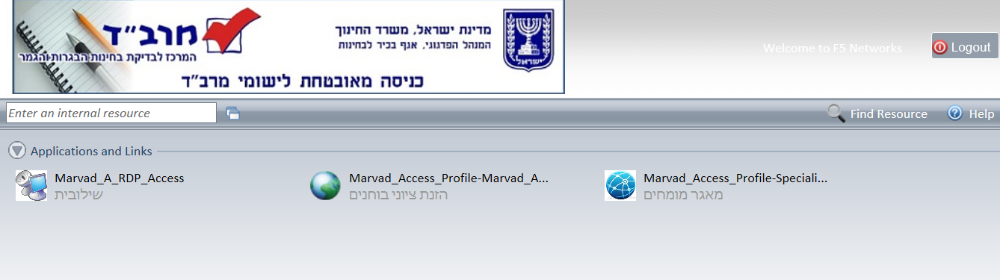 מרב"ד
המרכז לבדיקת בחינות הבגרות והגמר
מדינת ישראל, משרד החינוך
המנהל הפדגוגי, אגף בכיר לבחינות
ישראל
כניסה מאובטחת לישומי מרב"ד
Welcome to F5 Networks
Logout
Enter an internal resource
Find Resource
Help
Applications and Links
Marvad_A_RDP_Access
שילובית
Marvad_Access_Profile-Marvad_A...
הזנת ציוני בוחנים
Marvad_Access_Profile-Speciali...
מאגר מומחים